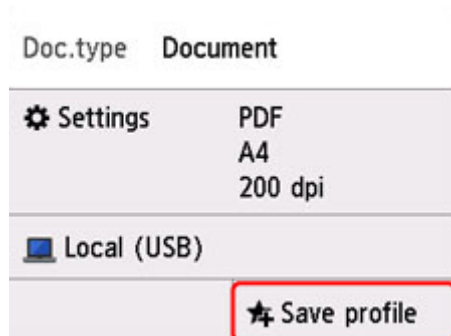 Doc.type Document
Settings PDF
A4
200 dpi
Local (USB)
Save profile